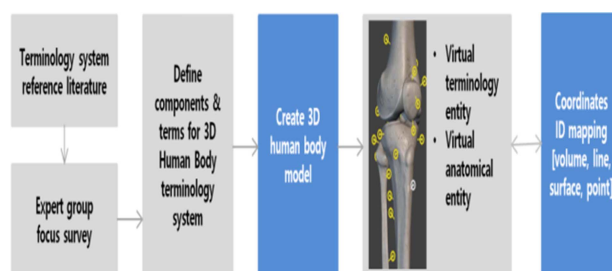 Terminology system
reference literature
Expert group
focus survey
Define
components &
terms for 3D
Human Body
terminology
system
Create 3D
human body
model
• Virtual
terminology
entity
• Virtual
anatomical
entity
Coordinates
ID mapping
[volume, line,
surface, point]